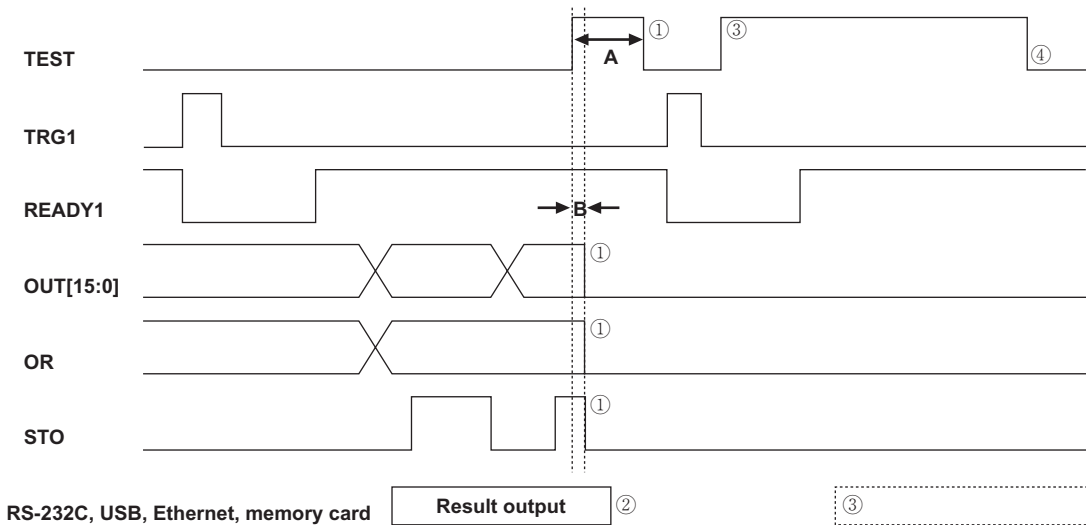 TEST
A
①
③
④
TRG1
READY1
B
OUT[15:0]
①
OR
①
STO
①
RS-232C, USB, Ethernet, memory card
Result output
②
③